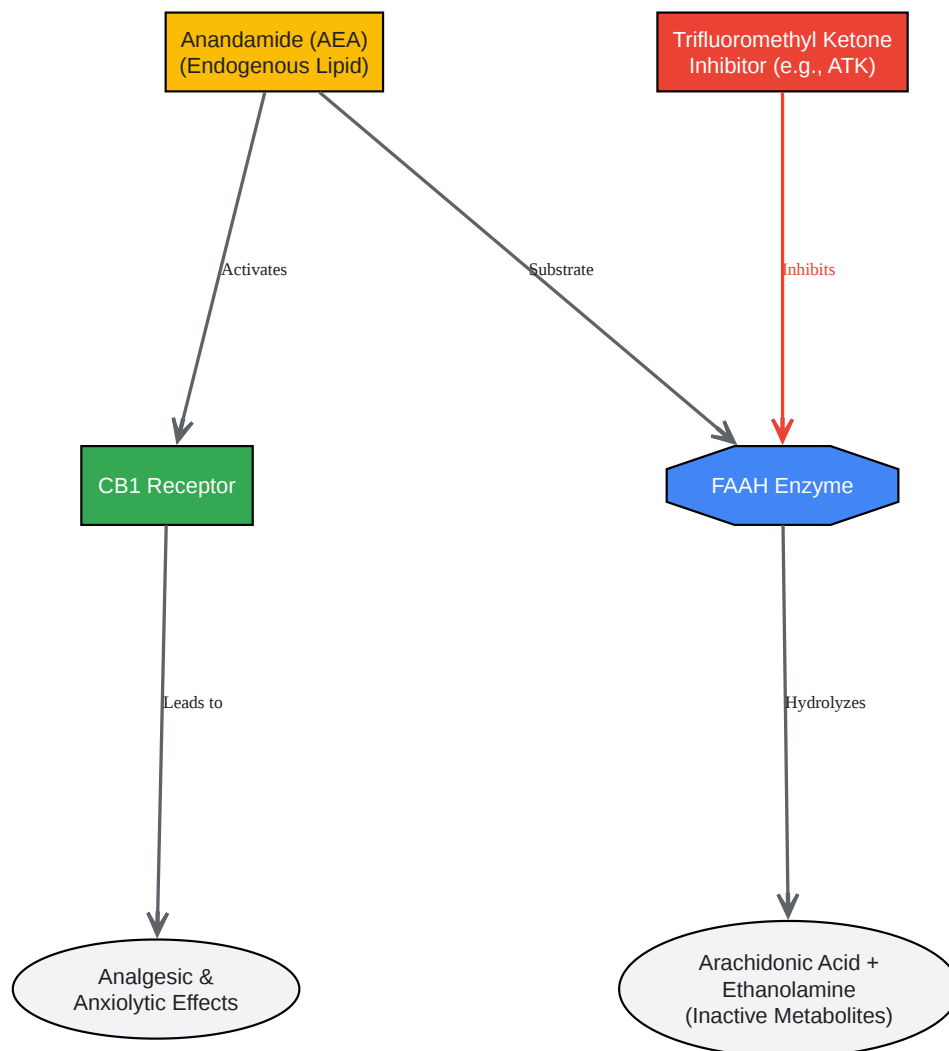 Anandamide (AEA)
(Endogenous Lipid)
Trifluoromethyl Ketone
Inhibitor (e.g., ATK)
Activates
Substrate
Inhibits
CB1 Receptor
FAAH Enzyme
Leads to
Hydrolyzes
Analgesic &
Anxiolytic Effects
Arachidonic Acid +
Ethanolamine
(Inactive Metabolites)